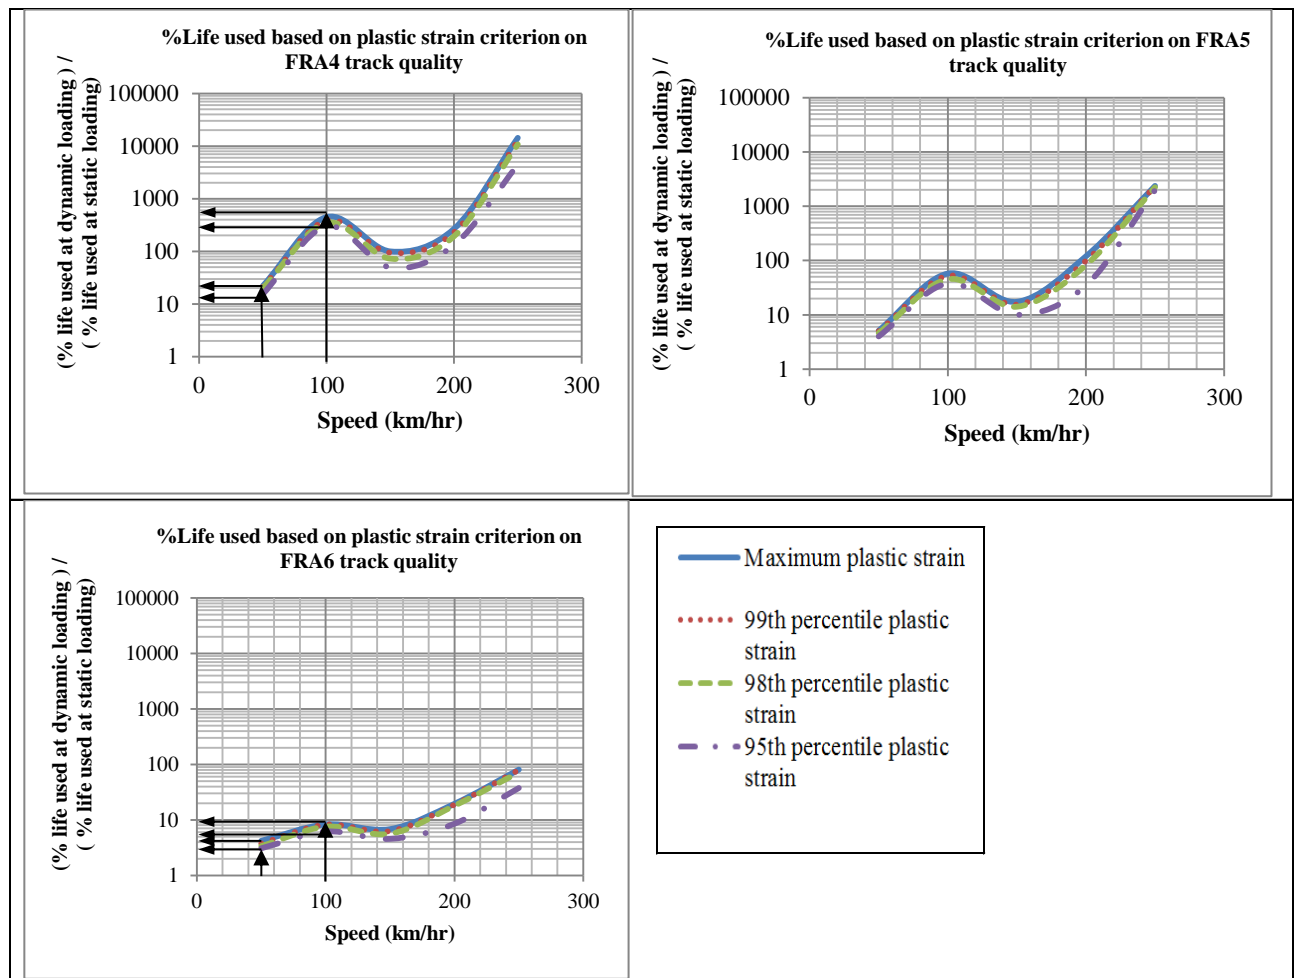 %Life used based on plastic strain criterion on
FRA4 track quality
(% life used at dynamic loading ) /
( % life used at static loading)
100000
10000
1000
100
10
1
0 100 200 300
Speed (km/hr)
%Life used based on plastic strain criterion on FRA5
track quality
(% life used at dynamic loading ) /
( % life used at static loading)
100000
10000
1000
100
10
1
0 100 200 300
Speed (km/hr)
%Life used based on plastic strain criterion on
FRA6 track quality
(% life used at dynamic loading ) /
( % life used at static loading)
100000
10000
1000
100
10
1
0 100 200 300
Speed (km/hr)
Maximum plastic strain
99th percentile plastic
strain
98th percentile plastic
strain
95th percentile plastic
strain